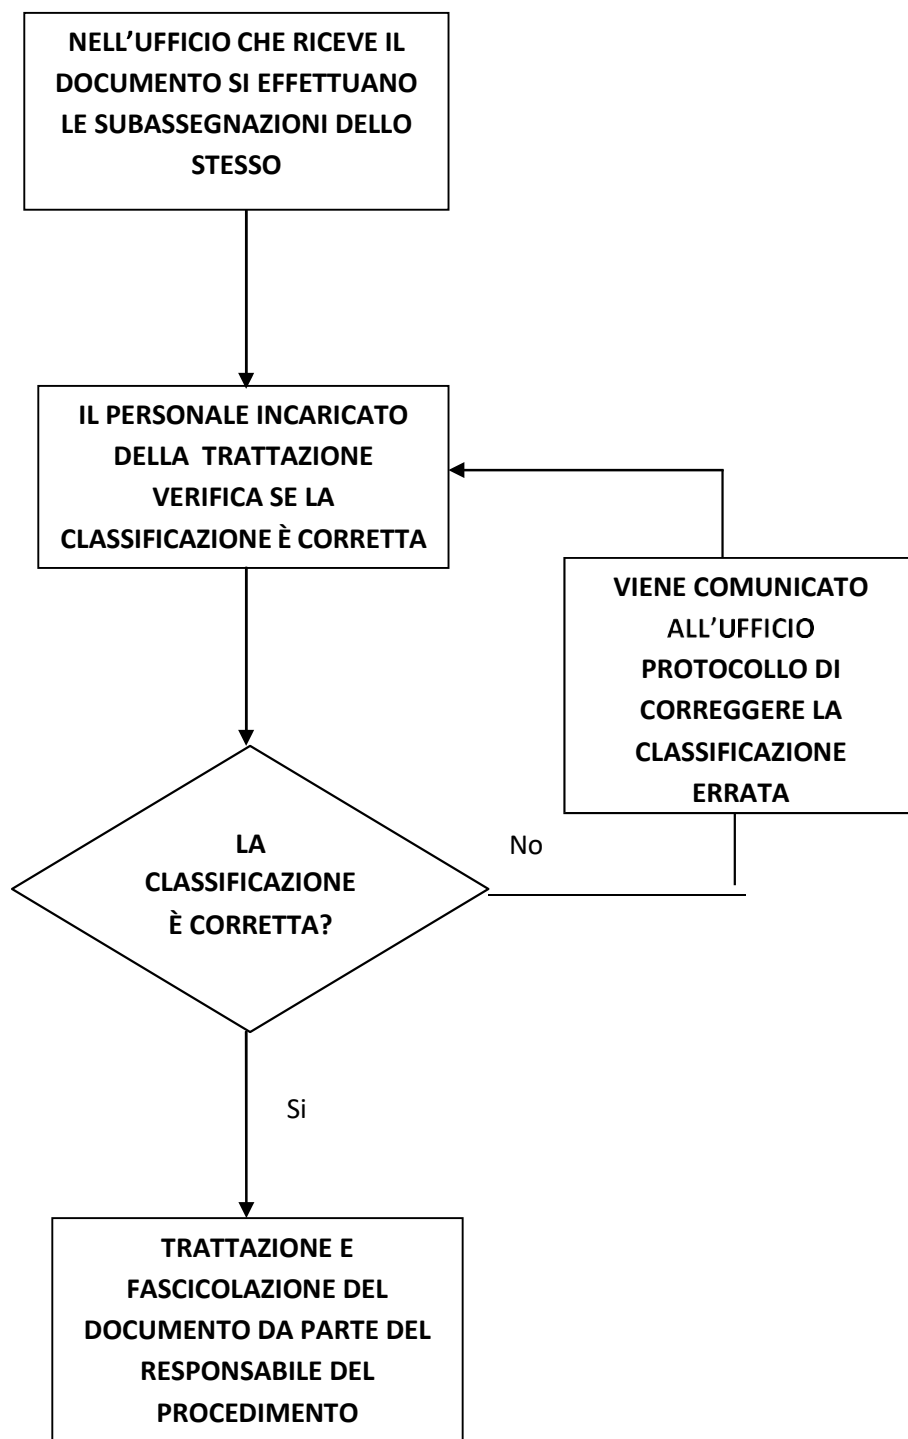 NELL’UFFICIO CHE RICEVE IL
DOCUMENTO SI EFFETTUANO
LE SUBASSEGNAZIONI DELLO
STESSO
IL PERSONALE INCARICATO
DELLA TRATTAZIONE
VERIFICA SE LA
CLASSIFICAZIONE È CORRETTA
VIENE COMUNICATO
ALL’UFFICIO
PROTOCOLLO DI
CORREGGERE LA
CLASSIFICAZIONE
ERRATA
LA
CLASSIFICAZIONE
È CORRETTA?
No
Si
TRATTAZIONE E
FASCICOLAZIONE DEL
DOCUMENTO DA PARTE DEL
RESPONSABILE DEL
PROCEDIMENTO